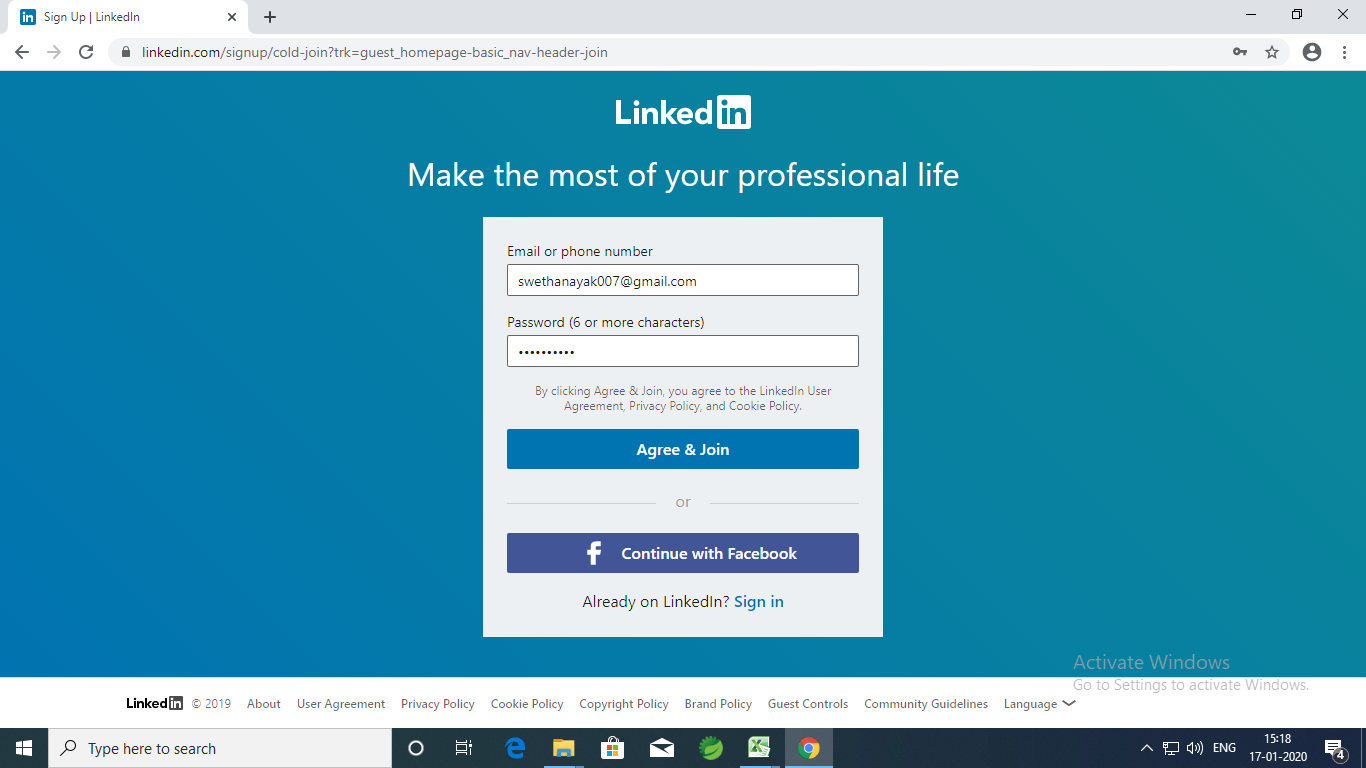 Sign Up | LinkedIn
linkedin.com/signup/cold-join?trk=guest_homepage-basic_nav-header-join
Linked in
Make the most of your professional life
Email or phone number
swethanayak007@gmail.com
Password (6 or more characters)
••••••••••
By clicking Agree & Join, you agree to the LinkedIn User
Agreement, Privacy Policy, and Cookie Policy.
Agree & Join
or
f Continue with Facebook
Already on LinkedIn? Sign in
Activate Windows
Go to Settings to activate Windows.
Linked in © 2019 About User Agreement Privacy Policy Cookie Policy Copyright Policy Brand Policy Guest Controls Community Guidelines Language
Type here to search
ENG
15:18
17-01-2020
4